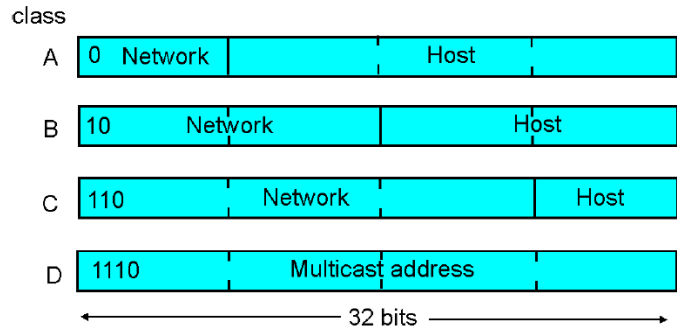 class
A 0 Network Host
B 10 Network Host
C 110 Network Host
D 1110 Multicast address
32 bits